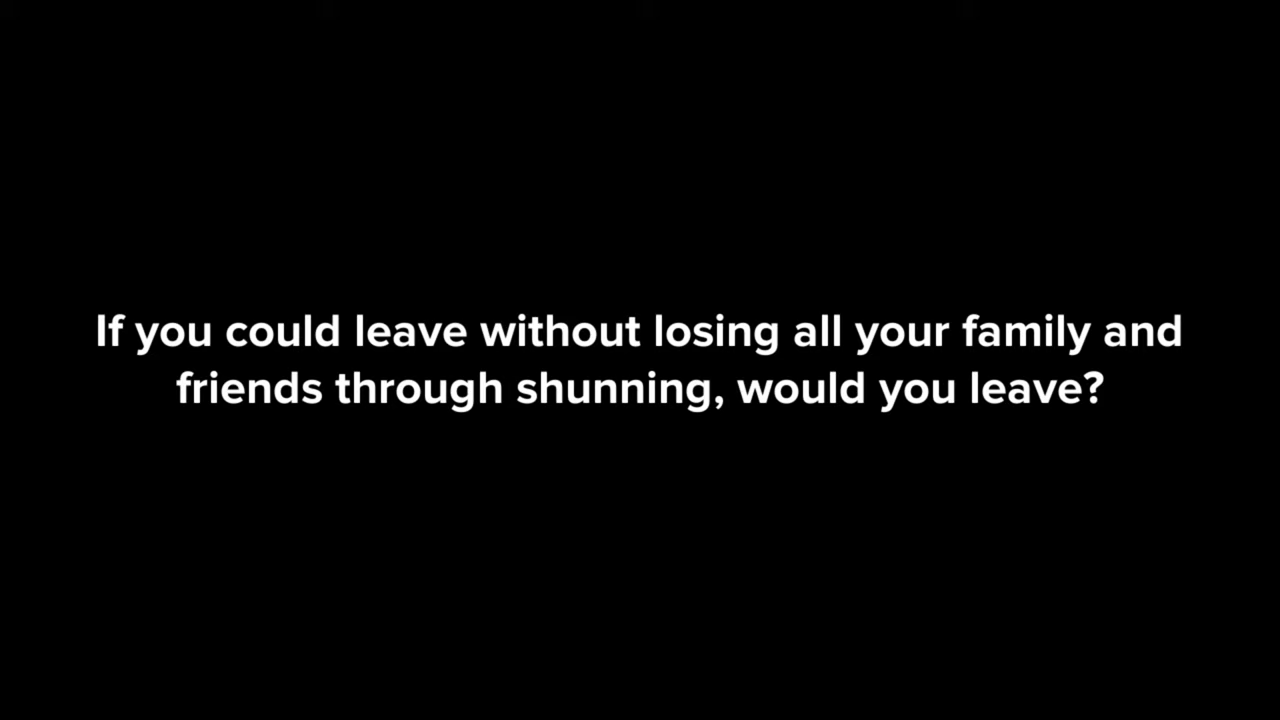 If you could leave without losing all your family and
friends through shunning, would you leave?